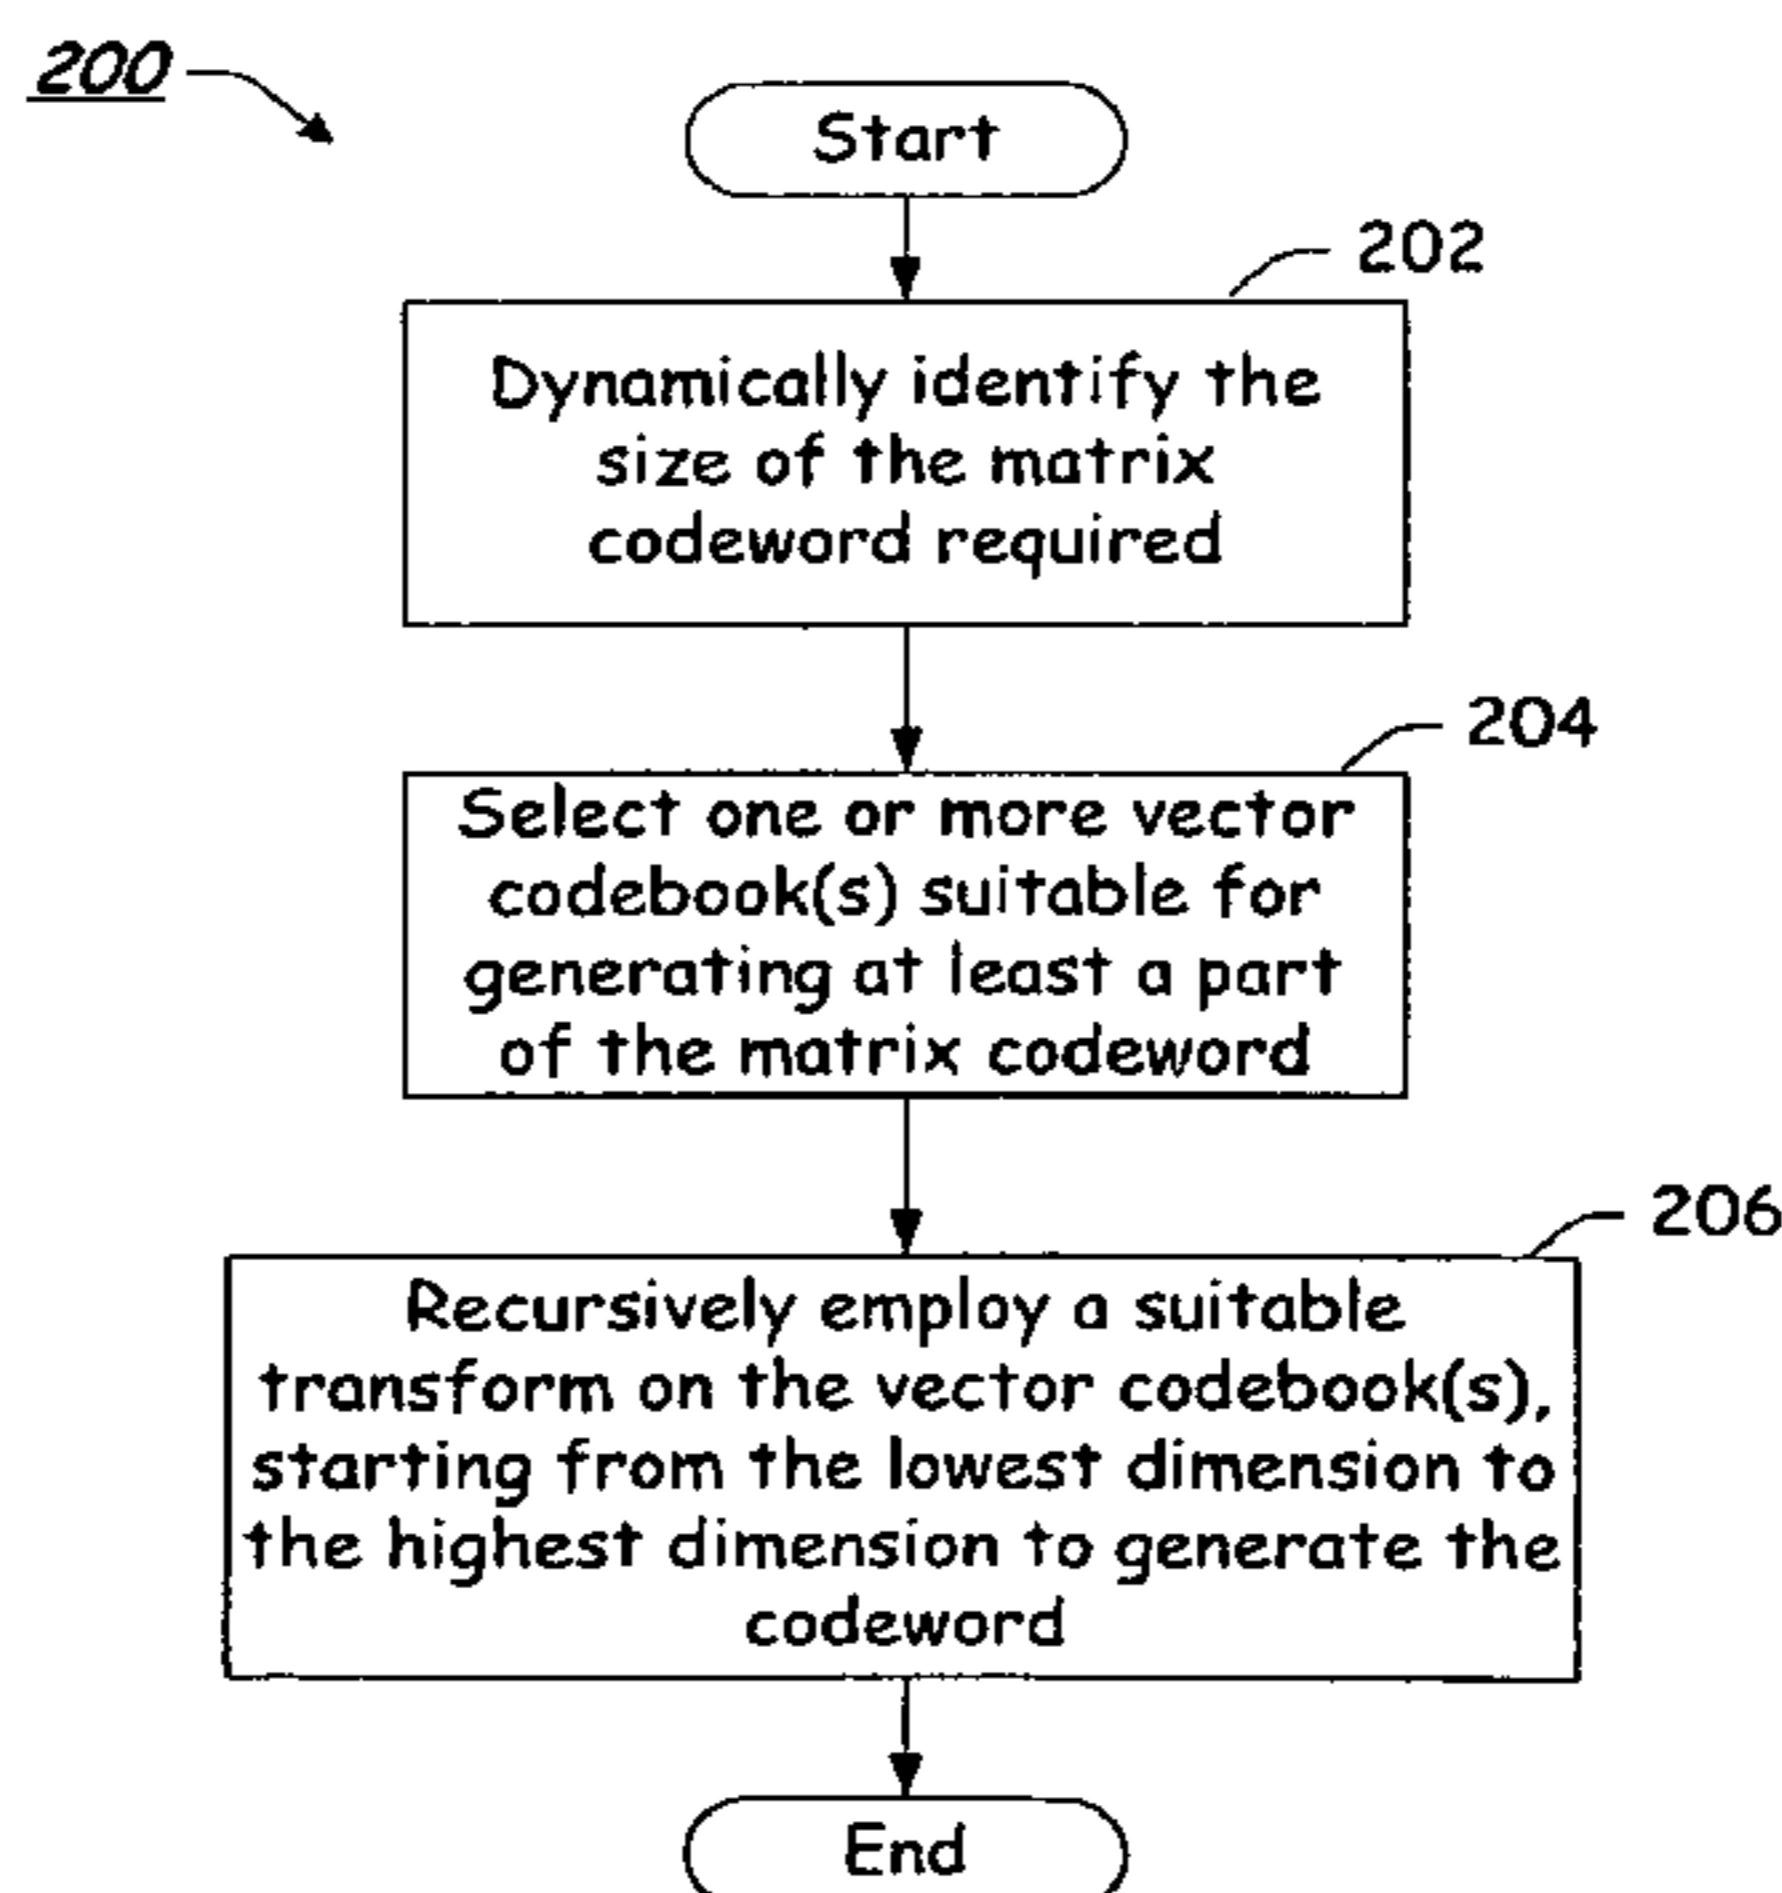 200
Start
202
Dynamically identify the
size of the matrix
codeword required
204
Select one or more vector
codebook(s) suitable for
generating at least a part
of the matrix codeword
206
Recursively employ a suitable
transform on the vector codebook(s),
starting from the lowest dimension to
the highest dimension to generate the
codeword
End